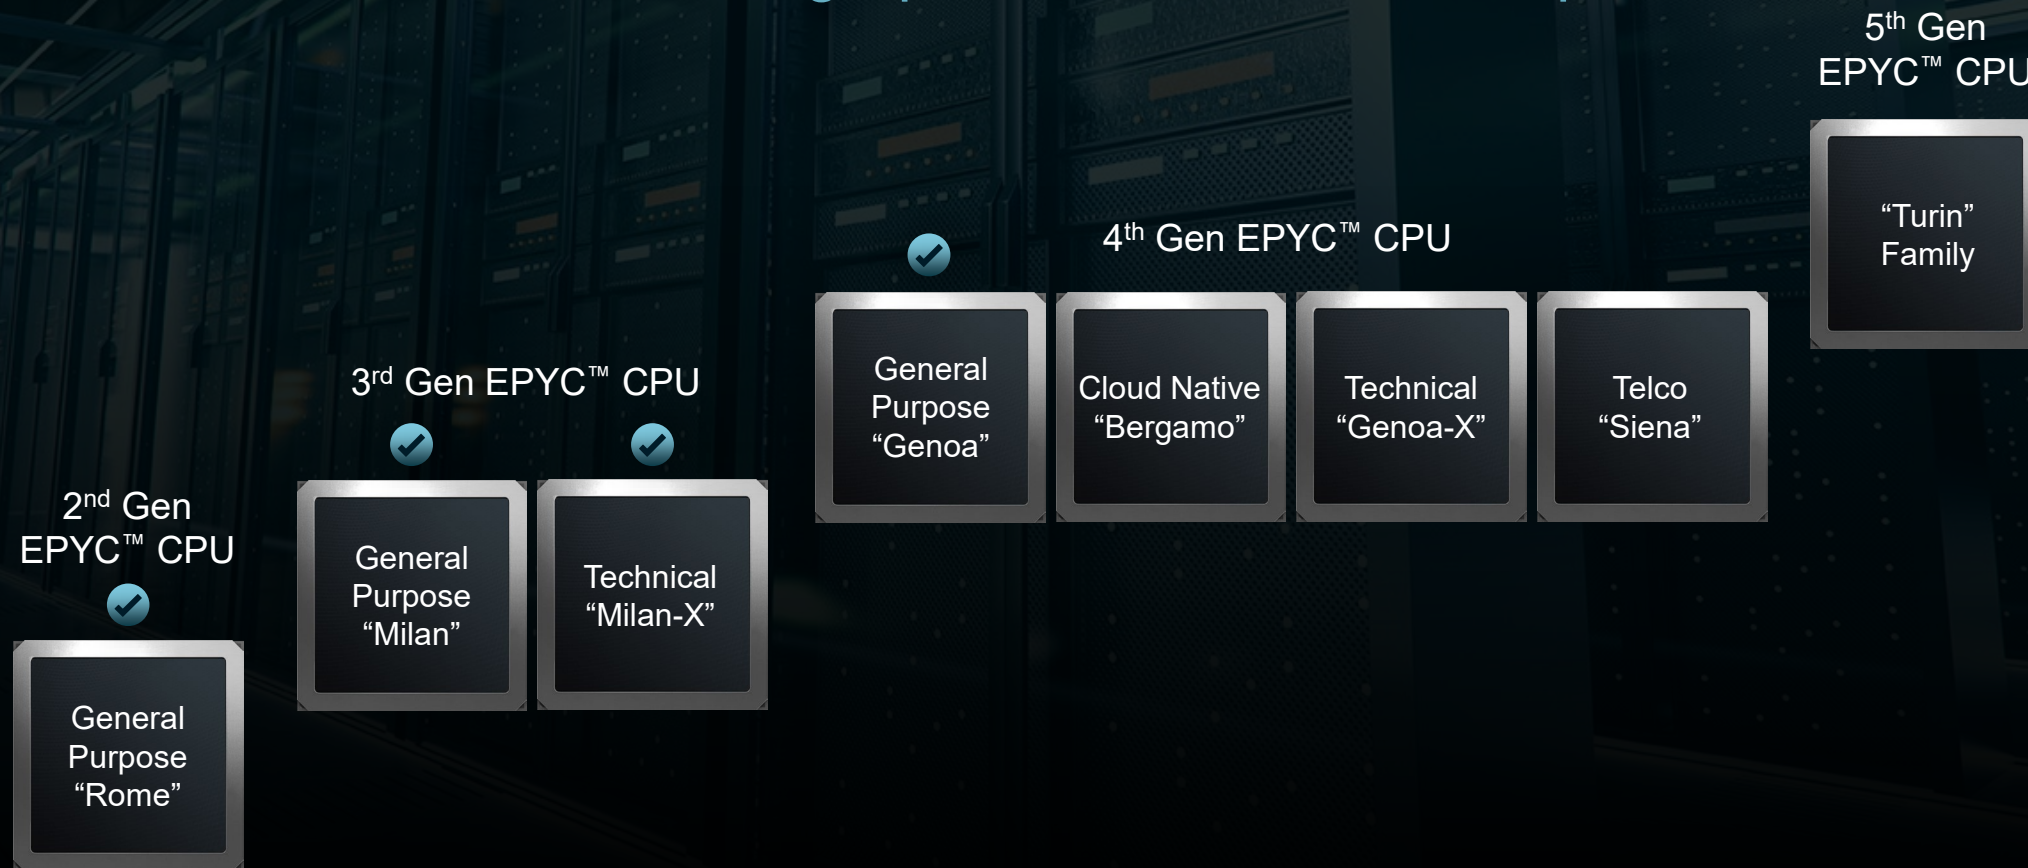 5th Gen
EPYC™ CPU
“Turin”
Family
4th Gen EPYC™ CPU
General
Purpose
“Genoa”
Cloud Native
“Bergamo”
Technical
“Genoa-X”
Telco
“Siena”
3rd Gen EPYC™ CPU
General
Purpose
“Milan”
Technical
“Milan-X”
2nd Gen
EPYC™ CPU
General
Purpose
“Rome”